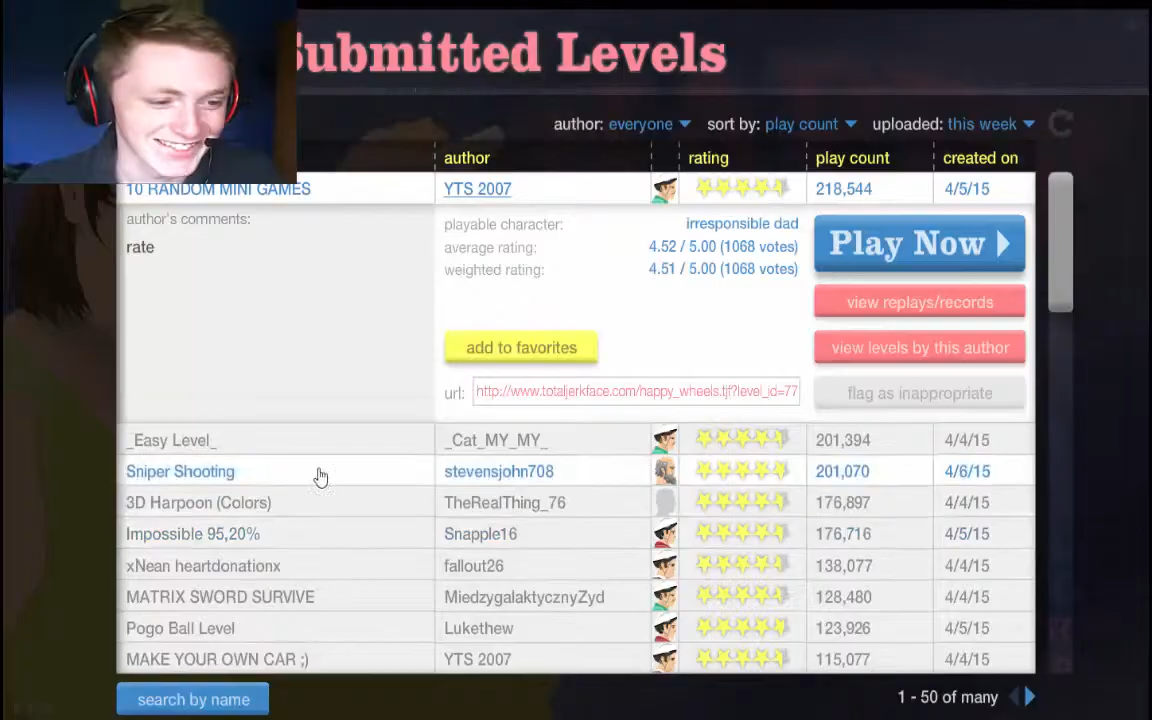 Submitted Levels
author: everyone sort by: play count uploaded: this week
author rating play count created on
10 RANDOM MINI GAMES YTS 2007 218,544 4/5/15
author's comments:
rate
playable character: irresponsible dad
average rating: 4.52 / 5.00 (1068 votes)
weighted rating: 4.51 / 5.00 (1068 votes)
Play Now
view replays/records
add to favorites
view levels by this author
url: http://www.totaljerkface.com/happy_wheels.tjf?level_id=77
flag as inappropriate
_Easy Level_ _Cat_MY_MY_ 201,394 4/4/15
Sniper Shooting stevensjohn708 201,070 4/6/15
3D Harpoon (Colors) TheRealThing_76 176,897 4/4/15
Impossible 95,20% Snapple16 176,716 4/5/15
xNean heartdonationx fallout26 138,077 4/4/15
MATRIX SWORD SURVIVE MiedzygalaktycznyZyd 128,480 4/4/15
Pogo Ball Level Lukethew 123,926 4/5/15
MAKE YOUR OWN CAR ;) YTS 2007 115,077 4/4/15
search by name
1 - 50 of many